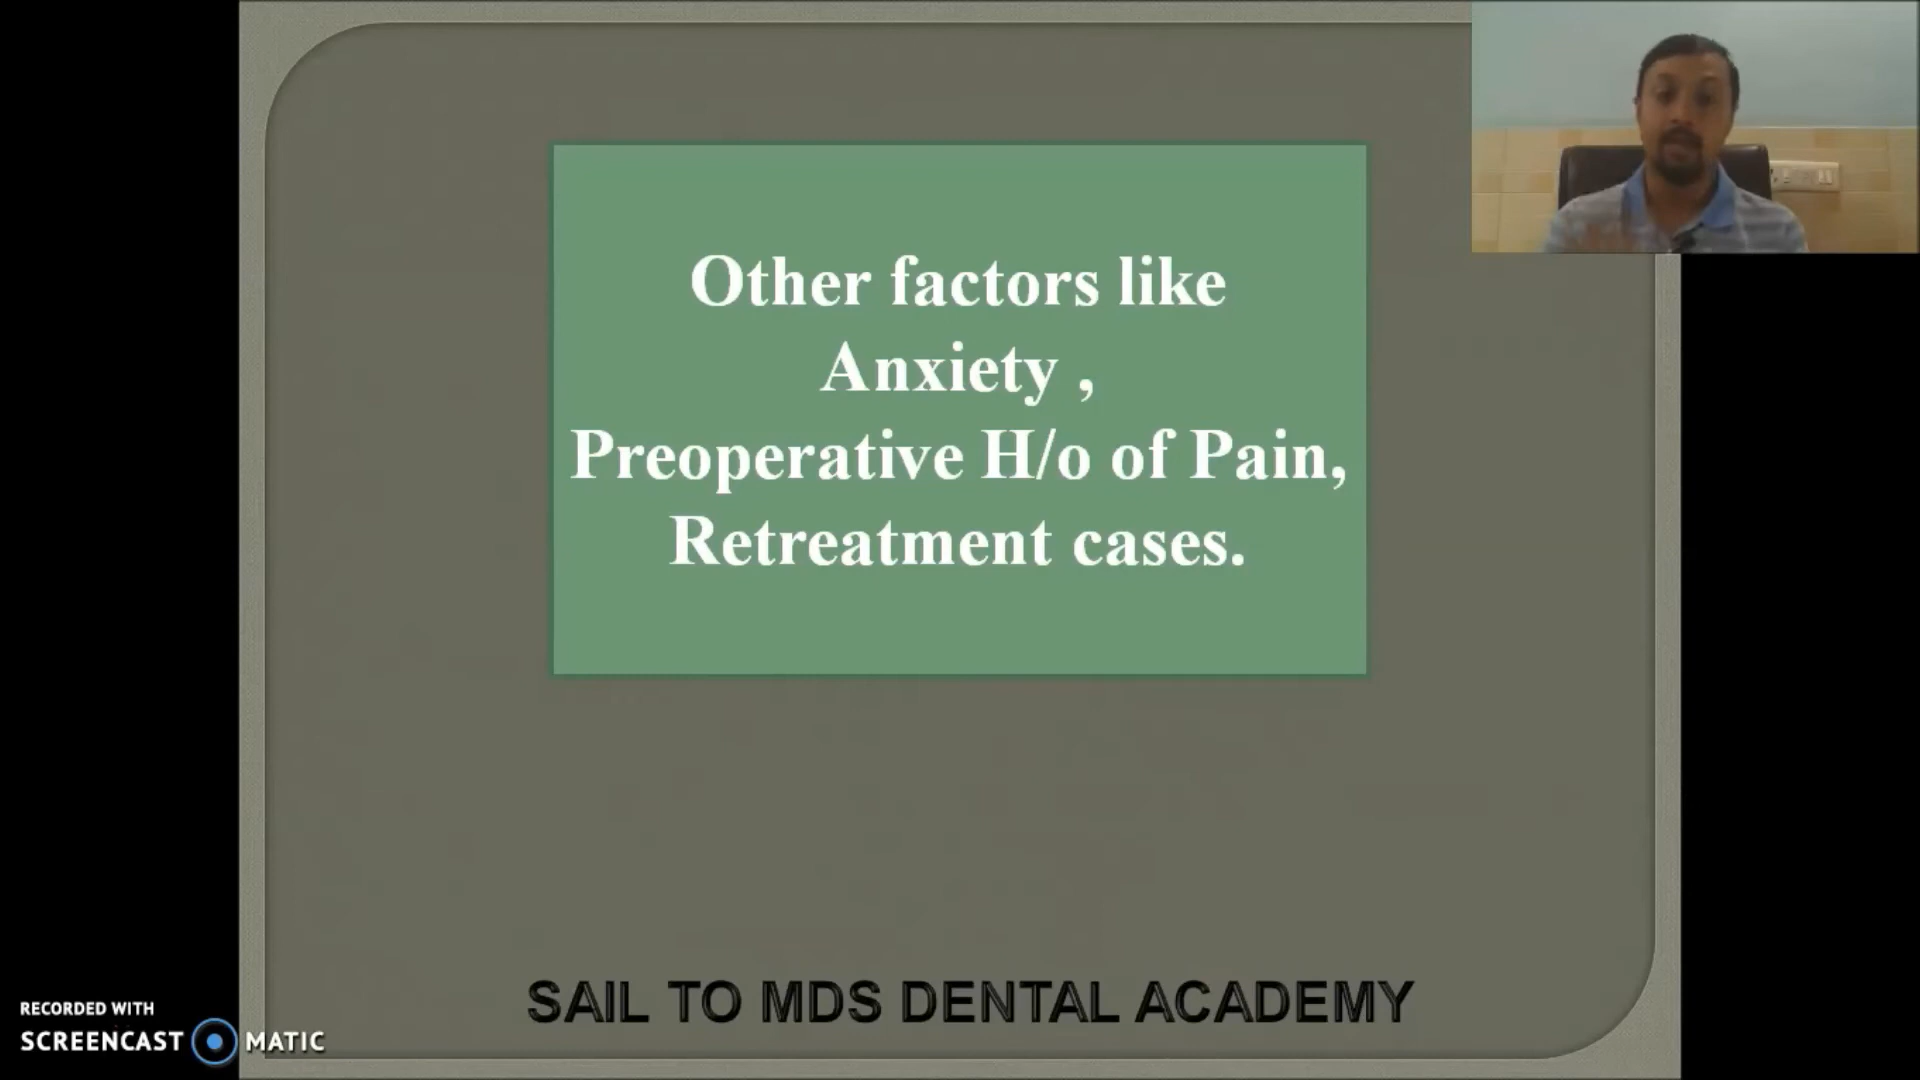 Other factors like
Anxiety ,
Preoperative H/o of Pain,
Retreatment cases.
SAIL TO MDS DENTAL ACADEMY
RECORDED WITH
SCREENCAST MATIC